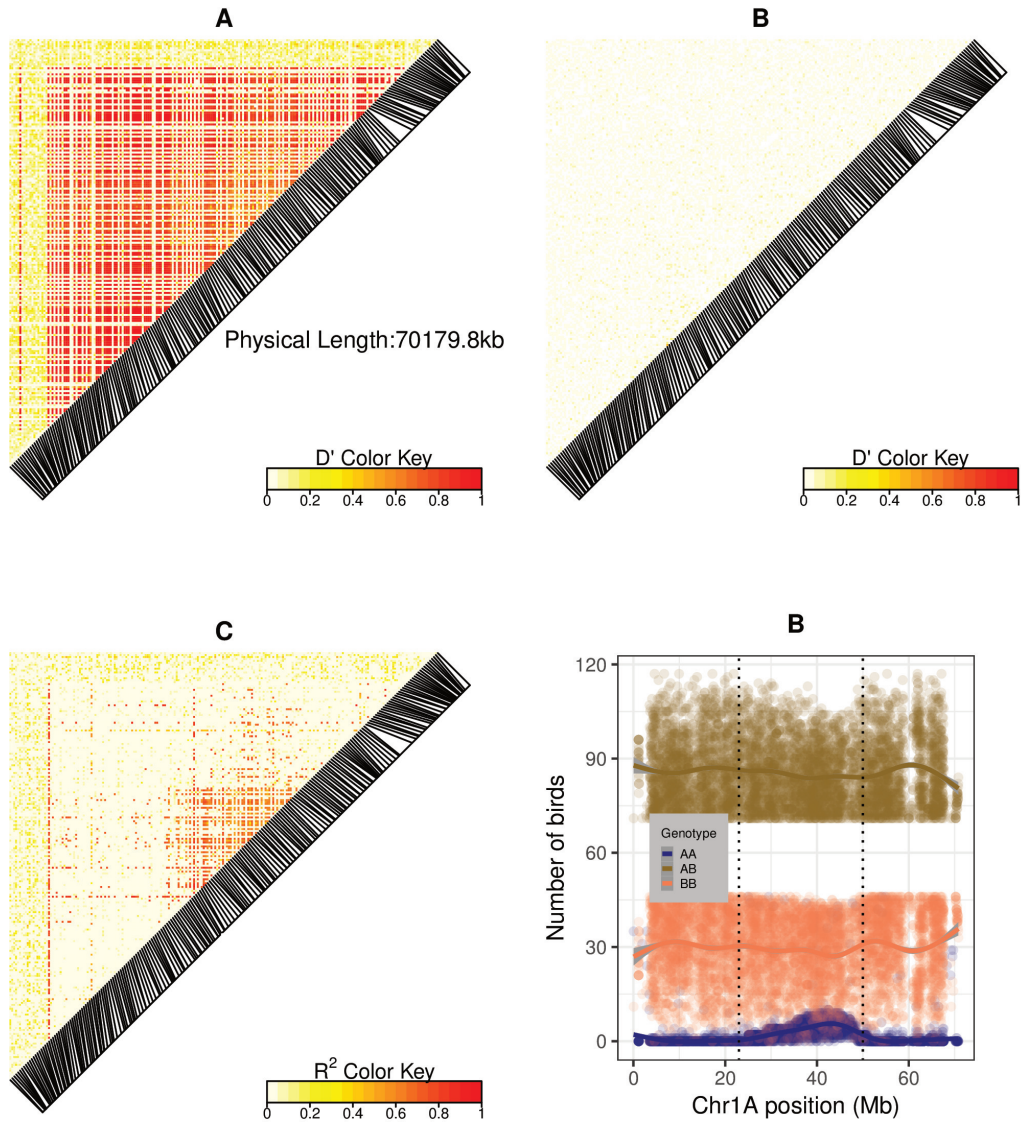 A
B
Physical Length:70179.8kb
D' Color Key
0 0.2 0.4 0.6 0.8 1
D' Color Key
0 0.2 0.4 0.6 0.8 1
C
R² Color Key
0 0.2 0.4 0.6 0.8 1
B
Number of birds
120
90
60
30
0
Genotype
AA
AB
BB
0 20 40 60
Chr1A position (Mb)